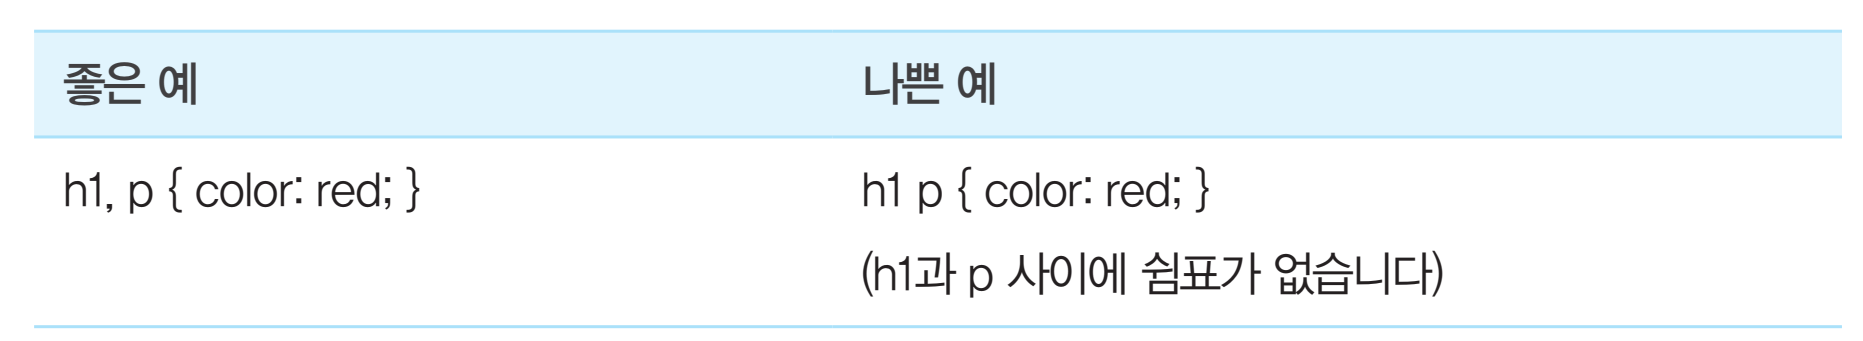 좋은 예
나쁜 예
h1, p { color: red; }
h1 p { color: red; }
(h1과 p 사이에 쉼표가 없습니다)